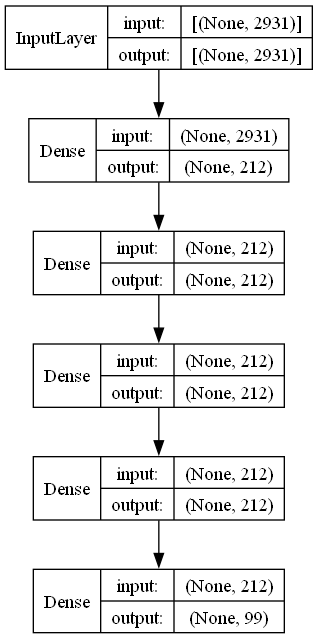 InputLayer
input: [(None, 2931)]
output: [(None, 2931)]
Dense
input: (None, 2931)
output: (None, 212)
Dense
input: (None, 212)
output: (None, 212)
Dense
input: (None, 212)
output: (None, 212)
Dense
input: (None, 212)
output: (None, 212)
Dense
input: (None, 212)
output: (None, 99)